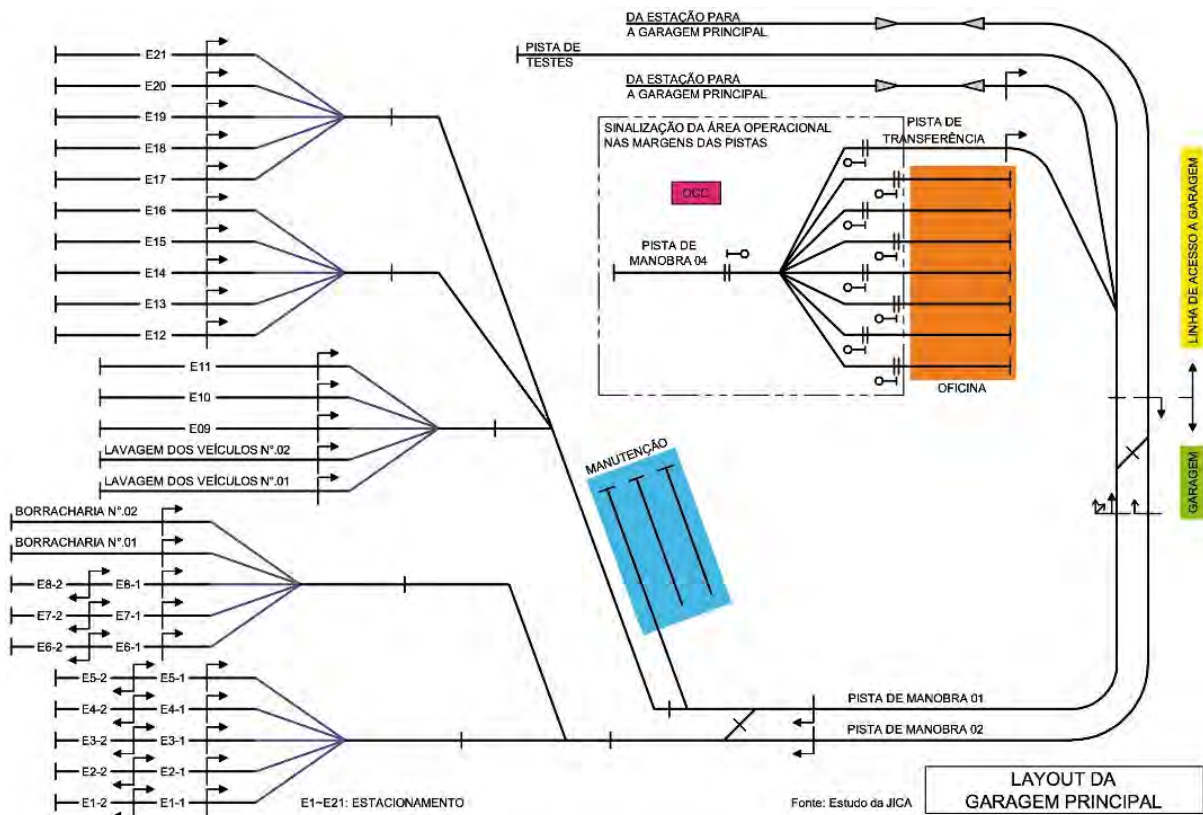 DA ESTAÇÃO PARA
A GARAGEM PRINCIPAL
PISTA DE
TESTES
DA ESTAÇÃO PARA
A GARAGEM PRINCIPAL
SINALIZAÇÃO DA ÁREA OPERACIONAL
NAS MARGENS DAS PISTAS
PISTA DE
TRANSFERÊNCIA
OCC
PISTA DE
MANOBRA 04
OFICINA
LINHA DE ACESSO À GARAGEM
GARAGEM
E21
E20
E19
E18
E17
E16
E15
E14
E13
E12
E11
E10
E09
LAVAGEM DOS VEÍCULOS Nº.02
LAVAGEM DOS VEÍCULOS Nº.01
MANUTENÇÃO
BORRACHARIA Nº.02
BORRACHARIA Nº.01
E8-2 E8-1
E7-2 E7-1
E6-2 E6-1
E5-2 E5-1
E4-2 E4-1
E3-2 E3-1
E2-2 E2-1
E1-2 E1-1
PISTA DE MANOBRA 01
PISTA DE MANOBRA 02
E1~E21: ESTACIONAMENTO
Fonte: Estudo da JICA
LAYOUT DA
GARAGEM PRINCIPAL